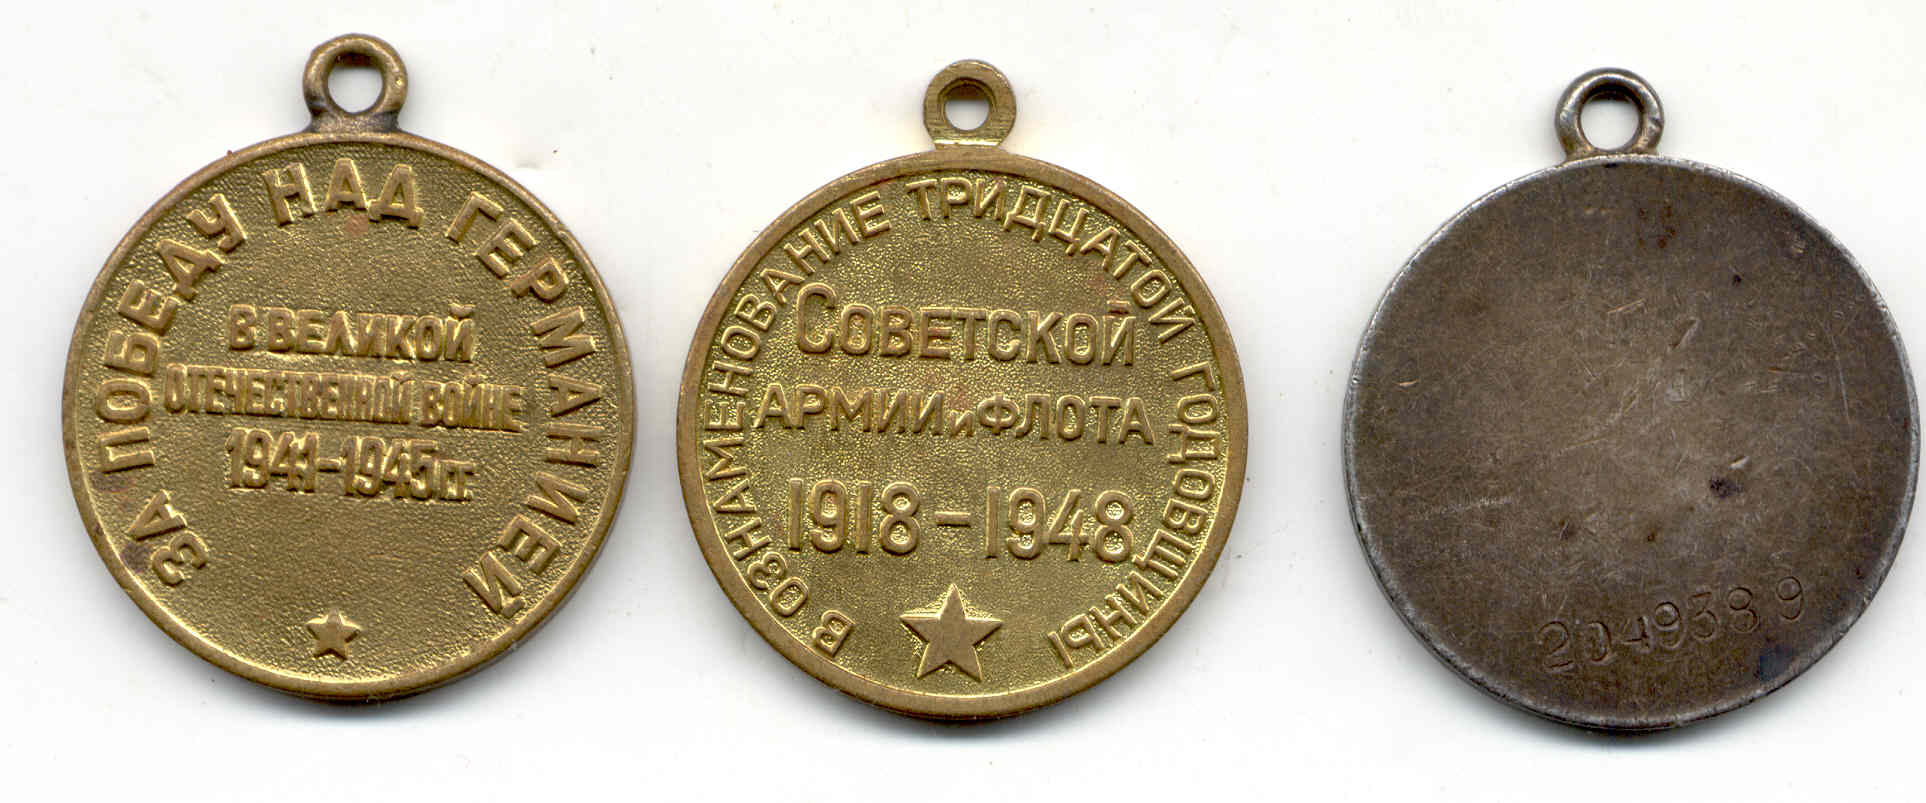 ЗА ПОБЕДУ НАД ГЕРМАНИЕЙ
В ВЕЛИКОЙ
ОТЕЧЕСТВЕННОЙ ВОЙНЕ
1941-1945 ГГ.
В ОЗНАМЕНОВАНИЕ ТРИДЦАТОЙ ГОДОВЩИНЫ
СОВЕТСКОЙ
АРМИИ и ФЛОТА
1918-1948
2049389